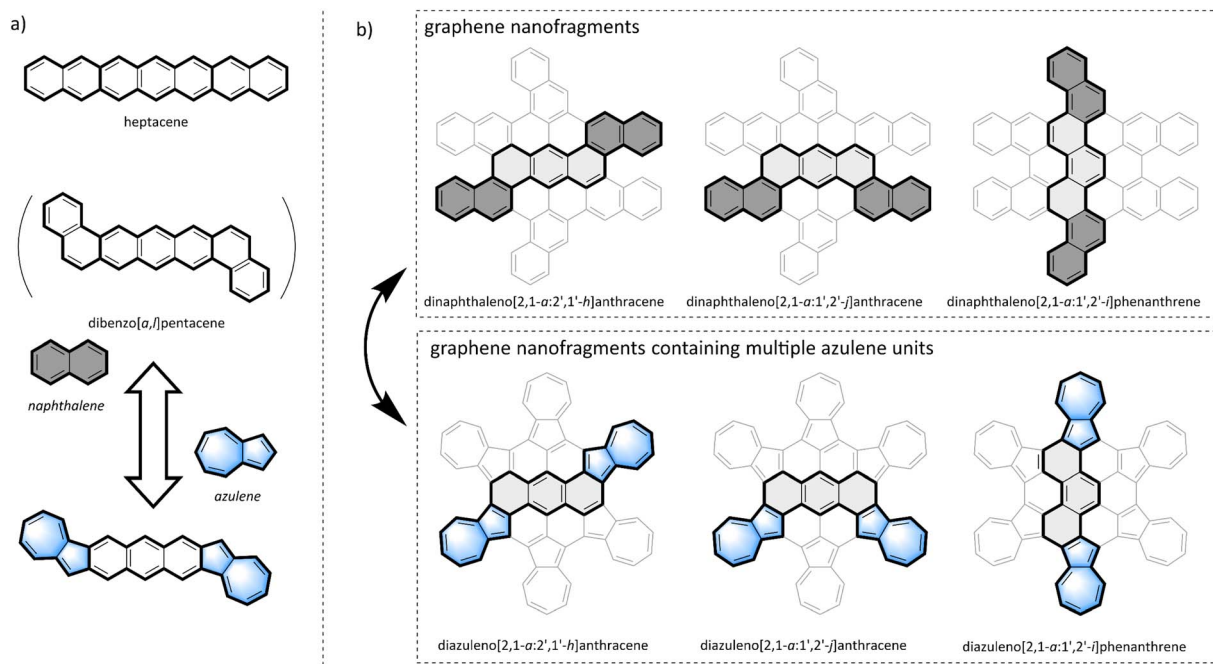 a)
heptacene
dibenzo[a,l]pentacene
naphthalene
azulene
b)
graphene nanofragments
dinaphthaleno[2,1-a:2',1'-h]anthracene
dinaphthaleno[2,1-a:1',2'-j]anthracene
dinaphthaleno[2,1-a:1',2'-i]phenanthrene
graphene nanofragments containing multiple azulene units
diazuleno[2,1-a:2',1'-h]anthracene
diazuleno[2,1-a:1',2'-j]anthracene
diazuleno[2,1-a:1',2'-i]phenanthrene